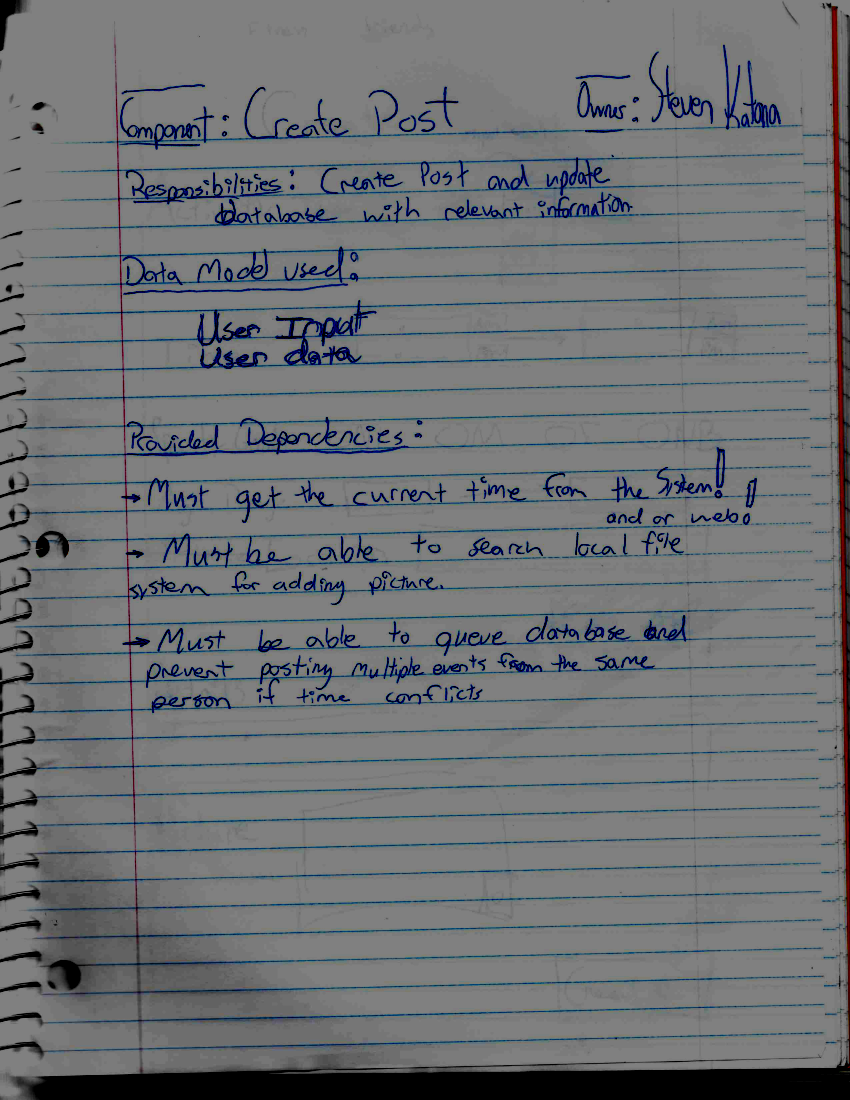 Component: Create Post Owner: Steven Katana
Responsibilities: Create Post and update
database with relevant information
Data Model used:
User Input
User data
Provided Dependencies:
→ Must get the current time from the System!
and or web!
→ Must be able to search local file
system for adding picture.
→ Must be able to queue database and
prevent posting multiple events from the same
person if time conflicts